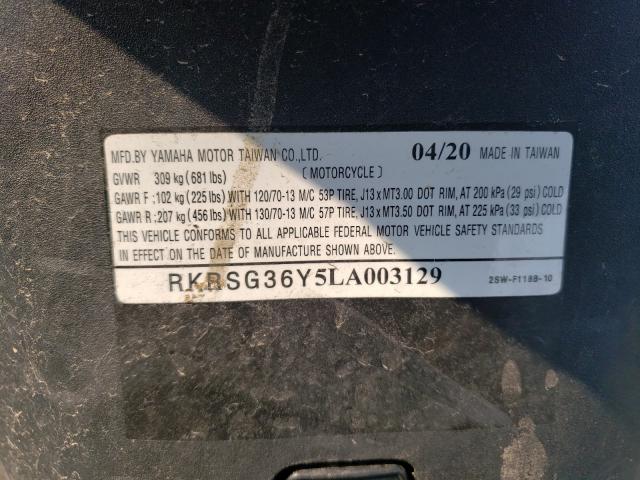 MFD.BY YAMAHA MOTOR TAIWAN CO.,LTD. 04/20 MADE IN TAIWAN
GVWR 309 kg (681 lbs) ( MOTORCYCLE )
GAWR F : 102 kg (225 lbs) WITH 120/70-13 M/C 53P TIRE, J13 x MT3.00 DOT RIM, AT 200 kPa (29 psi) COLD
GAWR R : 207 kg (456 lbs) WITH 130/70-13 M/C 57P TIRE, J13 x MT3.50 DOT RIM, AT 225 kPa (33 psi) COLD
THIS VEHICLE CONFORMS TO ALL APPLICABLE FEDERAL MOTOR VEHICLE SAFETY STANDARDS
IN EFFECT ON THE DATE OF MANUFACTURE SHOWN ABOVE.
RKRSG36Y5LA003129 2SW-F118B-10